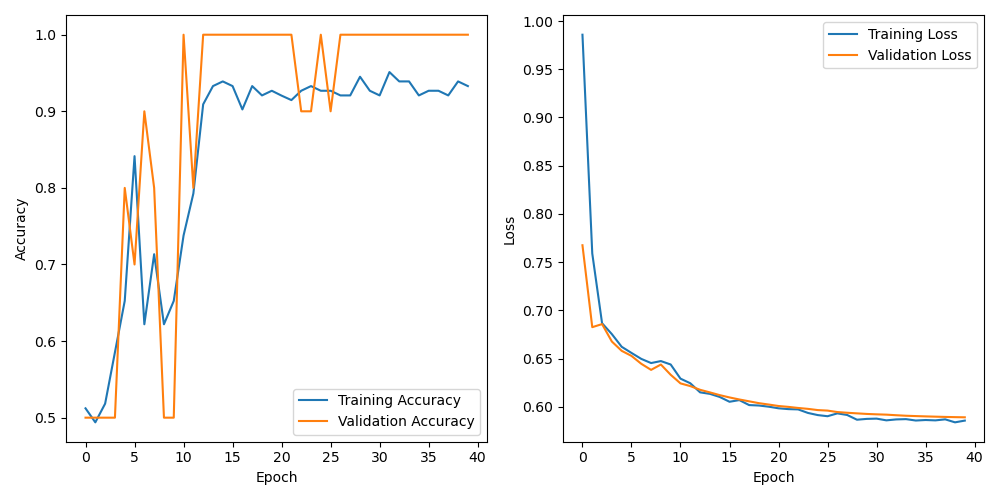 1.0
0.9
0.8
0.7
0.6
0.5
Accuracy
0 5 10 15 20 25 30 35 40
Epoch
Training Accuracy
Validation Accuracy
1.00
0.95
0.90
0.85
0.80
0.75
0.70
0.65
0.60
Loss
0 5 10 15 20 25 30 35 40
Epoch
Training Loss
Validation Loss